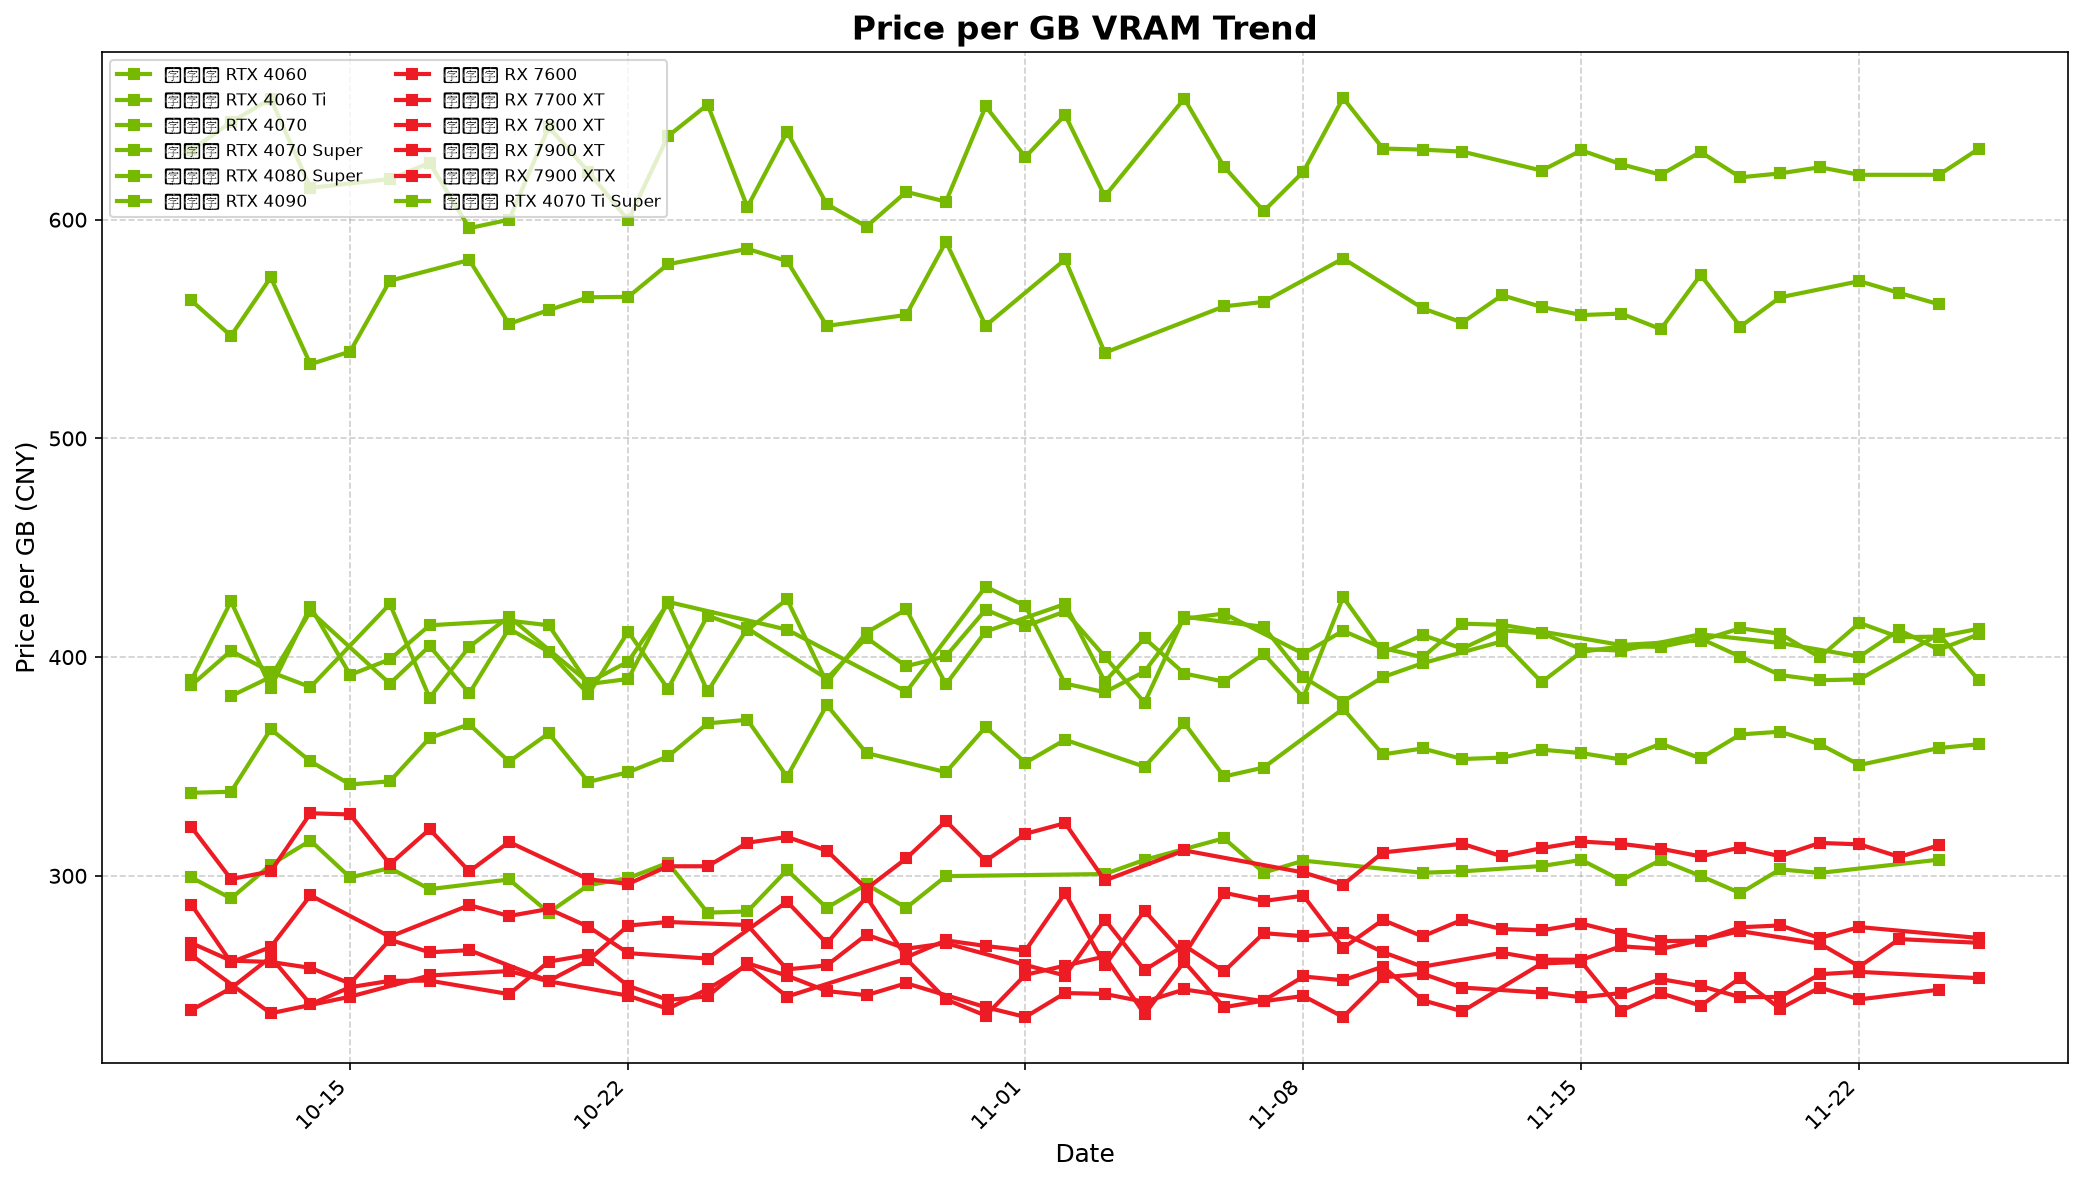 Price per GB VRAM Trend
RTX 4060
RTX 4060 Ti
RTX 4070
RTX 4070 Super
RTX 4080 Super
RTX 4090
RX 7600
RX 7700 XT
RX 7800 XT
RX 7900 XT
RX 7900 XTX
RTX 4070 Ti Super
Price per GB (CNY)
600
500
400
300
10-15
10-22
11-01
11-08
11-15
11-22
Date